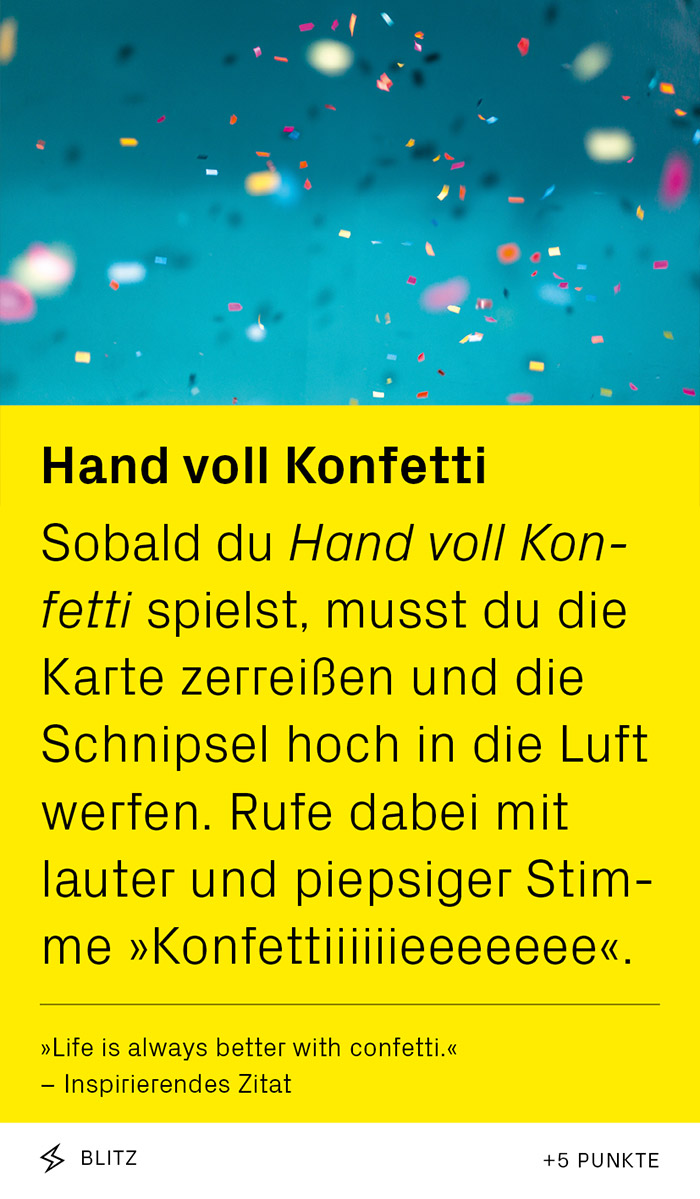 Hand voll Konfetti
Sobald du Hand voll Kon-
fetti spielst, musst du die
Karte zerreißen und die
Schnipsel hoch in die Luft
werfen. Rufe dabei mit
lauter und piepsiger Stim-
me »Konfettiiiiiiieeeeeeee«.
»Life is always better with confetti.«
– Inspirierendes Zitat
BLITZ
+5 PUNKTE